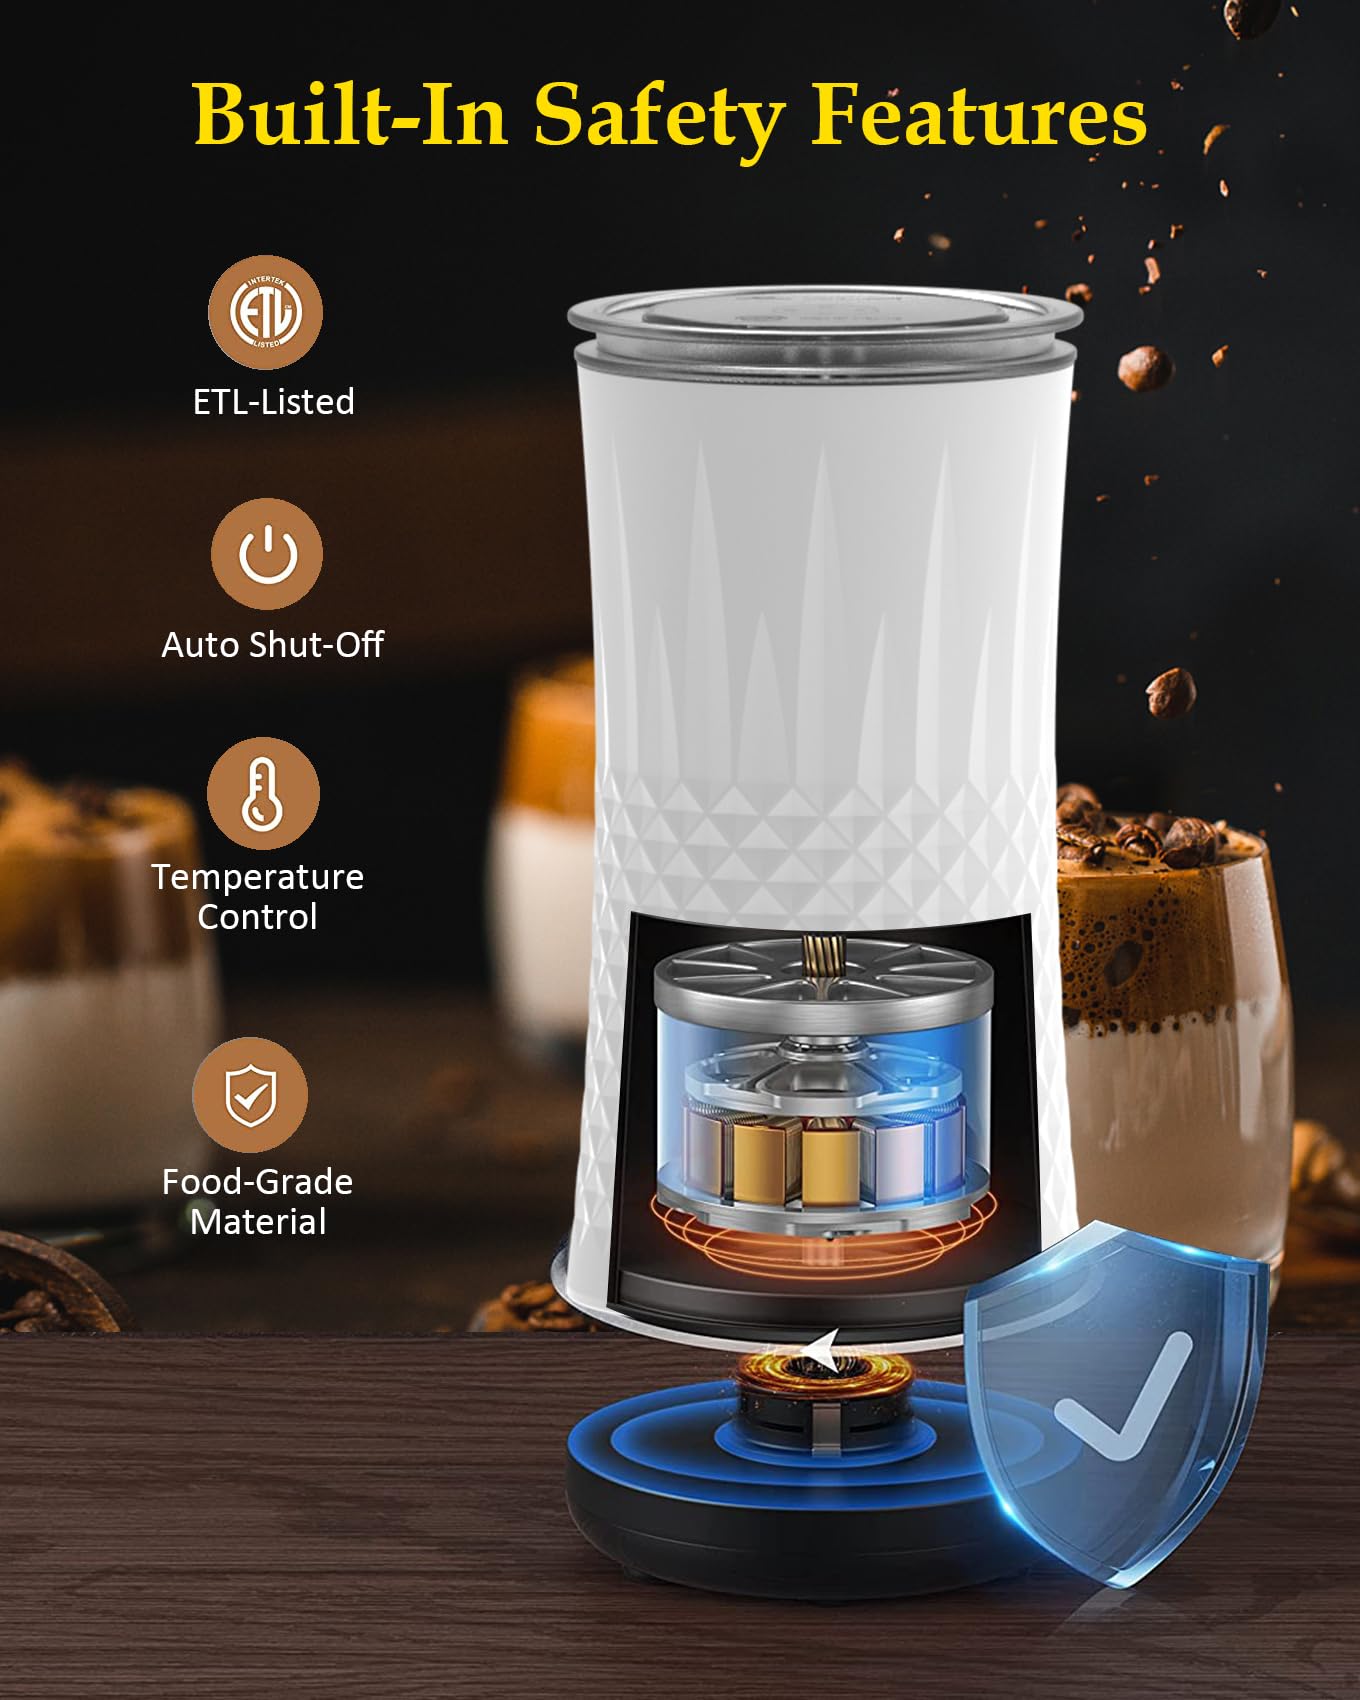 Built-In Safety Features
INTERTEK
ETL
LISTED
ETL-Listed
Auto Shut-Off
Temperature
Control
Food-Grade
Material